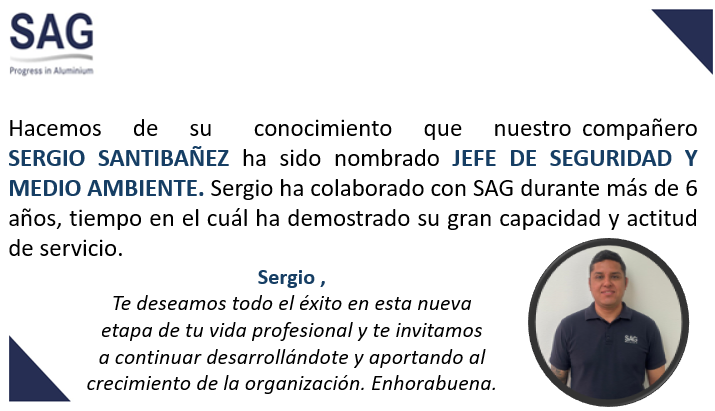 SAG
Progress in Aluminium
Hacemos de su conocimiento que nuestro compañero
SERGIO SANTIBAÑEZ ha sido nombrado JEFE DE SEGURIDAD Y
MEDIO AMBIENTE. Sergio ha colaborado con SAG durante más de 6
años, tiempo en el cuál ha demostrado su gran capacidad y actitud
de servicio.
Sergio ,
Te deseamos todo el éxito en esta nueva
etapa de tu vida profesional y te invitamos
a continuar desarrollándote y aportando al
crecimiento de la organización. Enhorabuena.
SAG